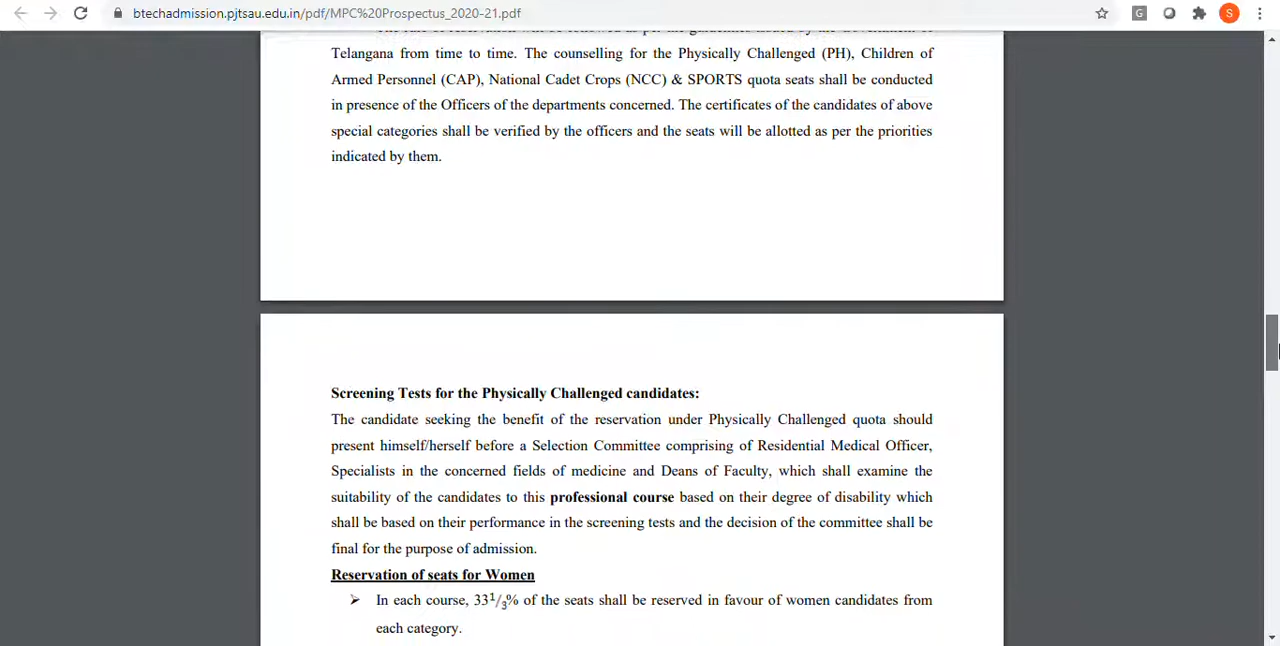 btechadmission.pjtsau.edu.in/pdf/MPC%20Prospectus_2020-21.pdf
G
S
Telangana from time to time. The counselling for the Physically Challenged (PH), Children of
Armed Personnel (CAP), National Cadet Crops (NCC) & SPORTS quota seats shall be conducted
in presence of the Officers of the departments concerned. The certificates of the candidates of above
special categories shall be verified by the officers and the seats will be allotted as per the priorities
indicated by them.
Screening Tests for the Physically Challenged candidates:
The candidate seeking the benefit of the reservation under Physically Challenged quota should
present himself/herself before a Selection Committee comprising of Residential Medical Officer,
Specialists in the concerned fields of medicine and Deans of Faculty, which shall examine the
suitability of the candidates to this professional course based on their degree of disability which
shall be based on their performance in the screening tests and the decision of the committee shall be
final for the purpose of admission.
Reservation of seats for Women
➢ In each course, 33¹/₃% of the seats shall be reserved in favour of women candidates from
each category.